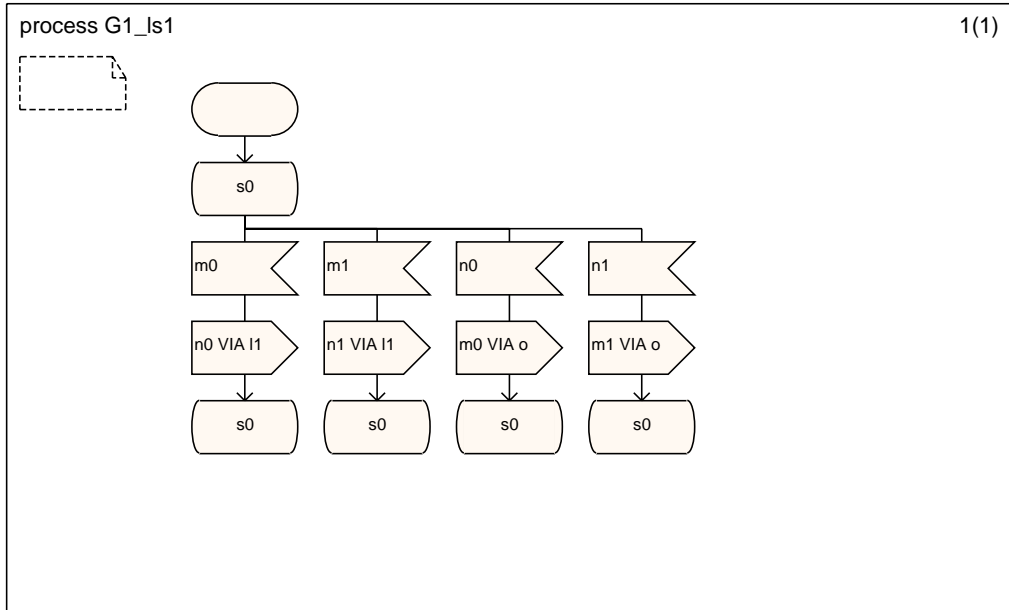 process G1_ls1
1(1)
s0
m0
m1
n0
n1
n0 VIA l1
n1 VIA l1
m0 VIA o
m1 VIA o
s0
s0
s0
s0